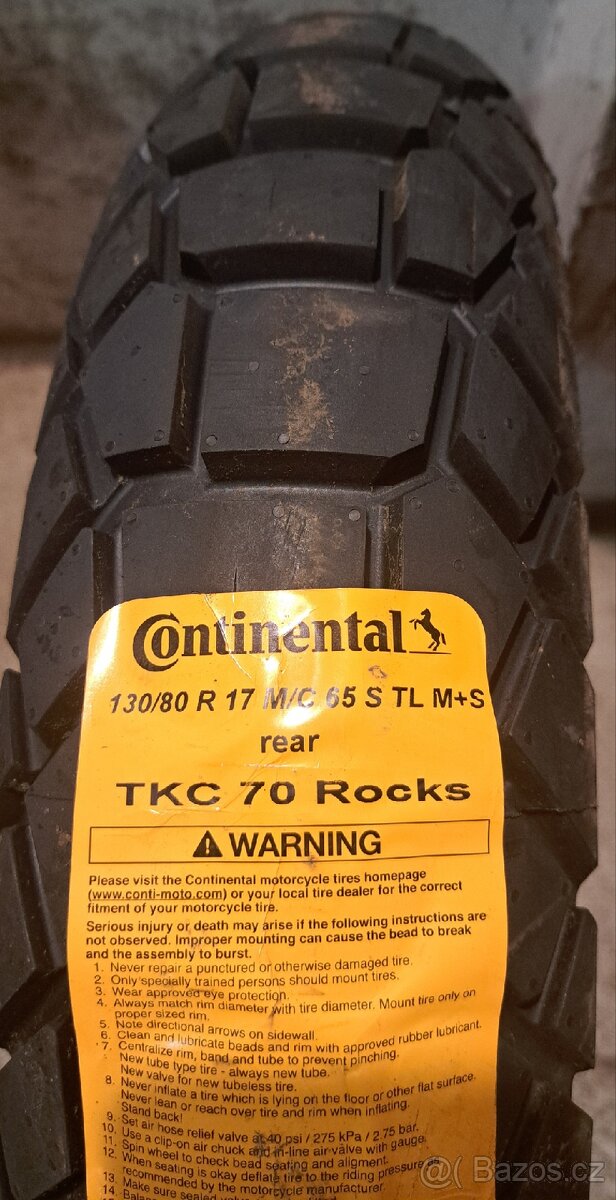 Continental
130/80 R 17 M/C 65 S TL M+S
rear
TKC 70 Rocks
WARNING
Please visit the Continental motorcycle tires homepage
(www.conti-moto.com) or your local tire dealer for the correct
fitment of your motorcycle tire.
Serious injury or death may arise if the following instructions are
not observed. Improper mounting can cause the bead to break
and the assembly to burst.
1. Never repair a punctured or otherwise damaged tire.
2. Only specially trained persons should mount tires.
3. Wear approved eye protection.
4. Always match rim diameter with tire diameter. Mount tire only on
proper sized rim.
5. Note directional arrows on sidewall.
6. Clean and lubricate beads and rim with approved rubber lubricant.
7. Centralize rim, band and tube to prevent pinching.
New tube type tire - always new tube.
New valve for new tubeless tire.
8. Never inflate a tire which is lying on the floor or other flat surface.
Never lean or reach over tire and rim when inflating.
Stand back!
9. Set air hose relief valve at 40 psi / 275 kPa / 2.75 bar.
10. Use a clip-on air chuck and in-line air-valve with gauge.
11. Spin wheel to check bead seating and aligment.
12. When seating is okay deflate tire to the riding pressure as
recommended by the motorcycle manufacturer.
13. Make sure sealed valve
14. Balance
@ Bazos.cz